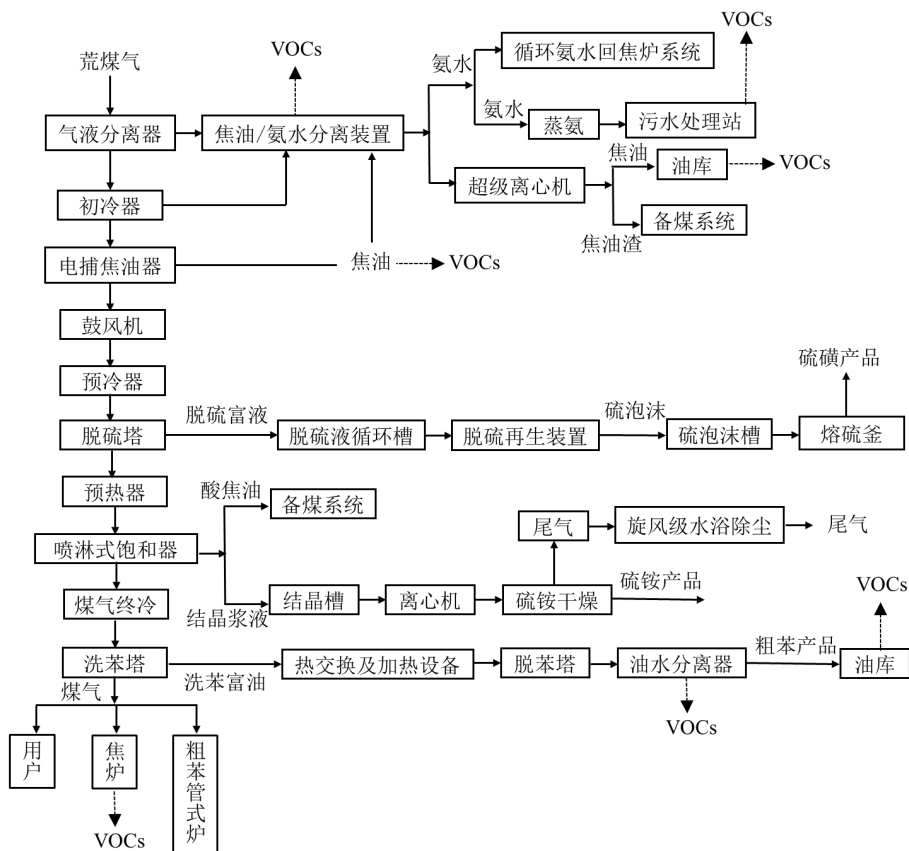 VOCs
VOCs
荒煤气
氨水
循环氨水回焦炉系统
气液分离器
焦油/氨水分离装置
氨水
蒸氨
污水处理站
焦油
油库
VOCs
初冷器
超级离心机
备煤系统
焦油渣
电捕焦油器
焦油
VOCs
鼓风机
预冷器
硫磺产品
脱硫富液
硫泡沫
脱硫塔
脱硫液循环槽
脱硫再生装置
硫泡沫槽
熔硫釜
预热器
酸焦油
备煤系统
尾气
旋风级水浴除尘
尾气
喷淋式饱和器
硫铵产品
煤气终冷
结晶浆液
结晶槽
离心机
硫铵干燥
VOCs
粗苯产品
洗苯塔
洗苯富油
热交换及加热设备
脱苯塔
油水分离器
油库
煤气
VOCs
用户
焦炉
粗苯管式炉
VOCs